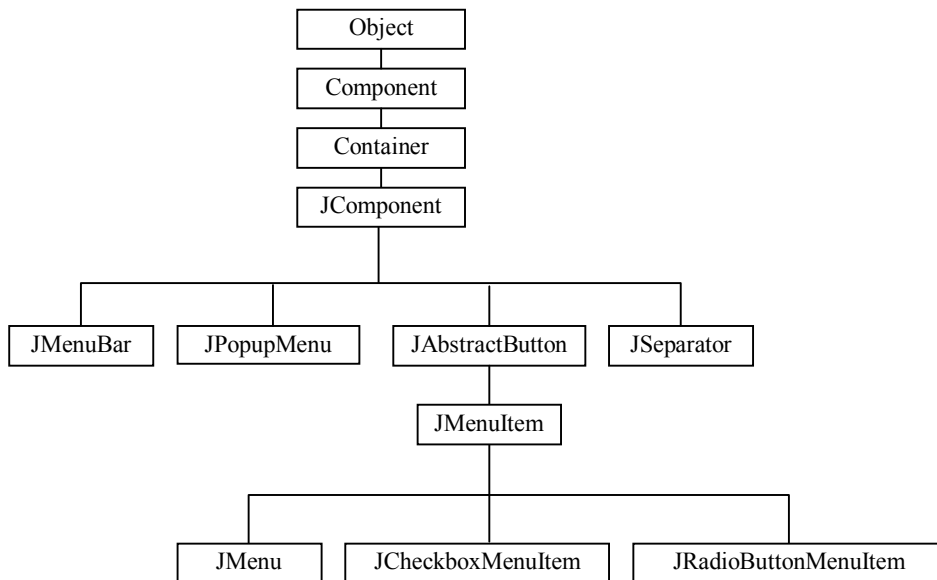 Object
Component
Container
JComponent
JMenuBar JPopupMenu JAbstractButton JSeparator
JMenuItem
JMenu JCheckboxMenuItem JRadioButtonMenuItem